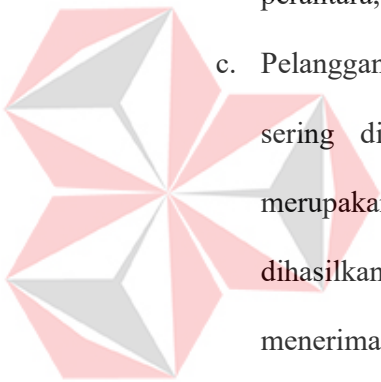 perantara,
c. Pelanggan
sering di
merupakan
dihasilkan
menerima